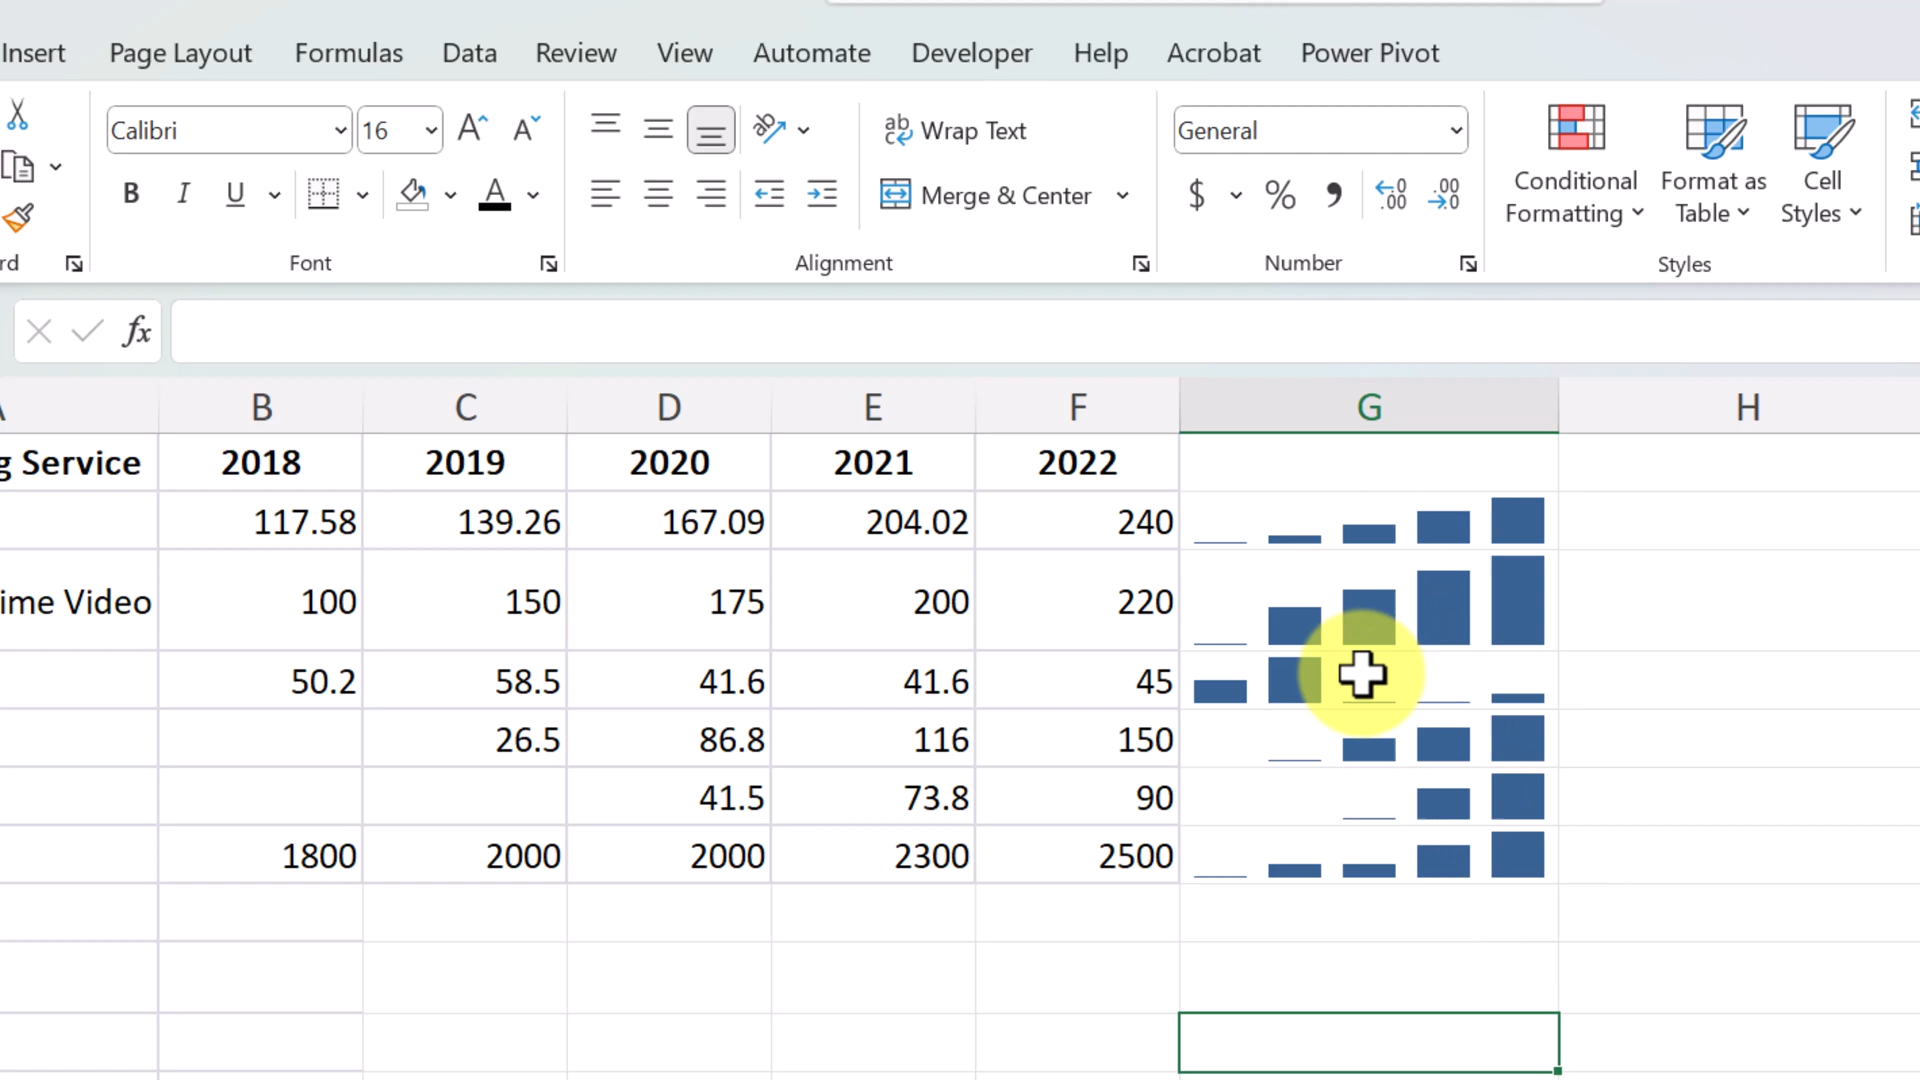 Insert Page Layout Formulas Data Review View Automate Developer Help Acrobat Power Pivot
Calibri 16 ab Wrap Text General Conditional Formatting Format as Table Cell Styles
B I U A Merge & Center $ % , .00 .00
rd Font Alignment Number Styles
fx
A B C D E F G H
g Service 2018 2019 2020 2021 2022
117.58 139.26 167.09 204.02 240
ime Video 100 150 175 200 220
50.2 58.5 41.6 41.6 45
26.5 86.8 116 150
41.5 73.8 90
1800 2000 2000 2300 2500